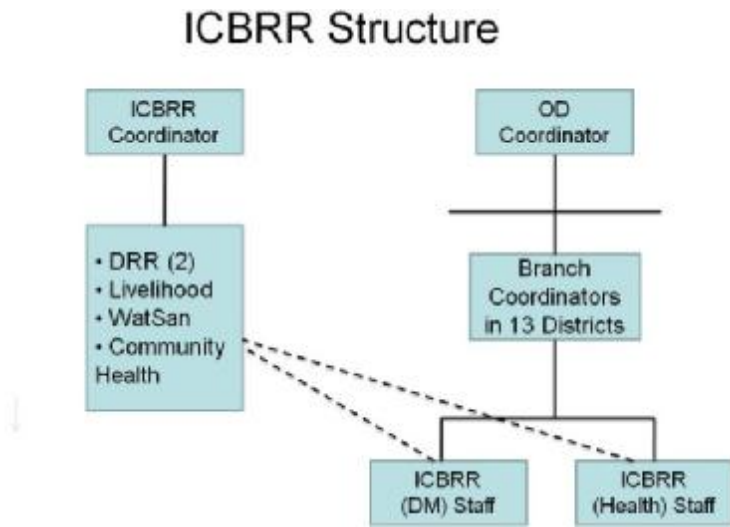 ICBRR Structure
ICBRR
Coordinator
OD
Coordinator
• DRR (2)
• Livelihood
• WatSan
• Community
Health
Branch
Coordinators
in 13 Districts
ICBRR
(DM) Staff
ICBRR
(Health) Staff